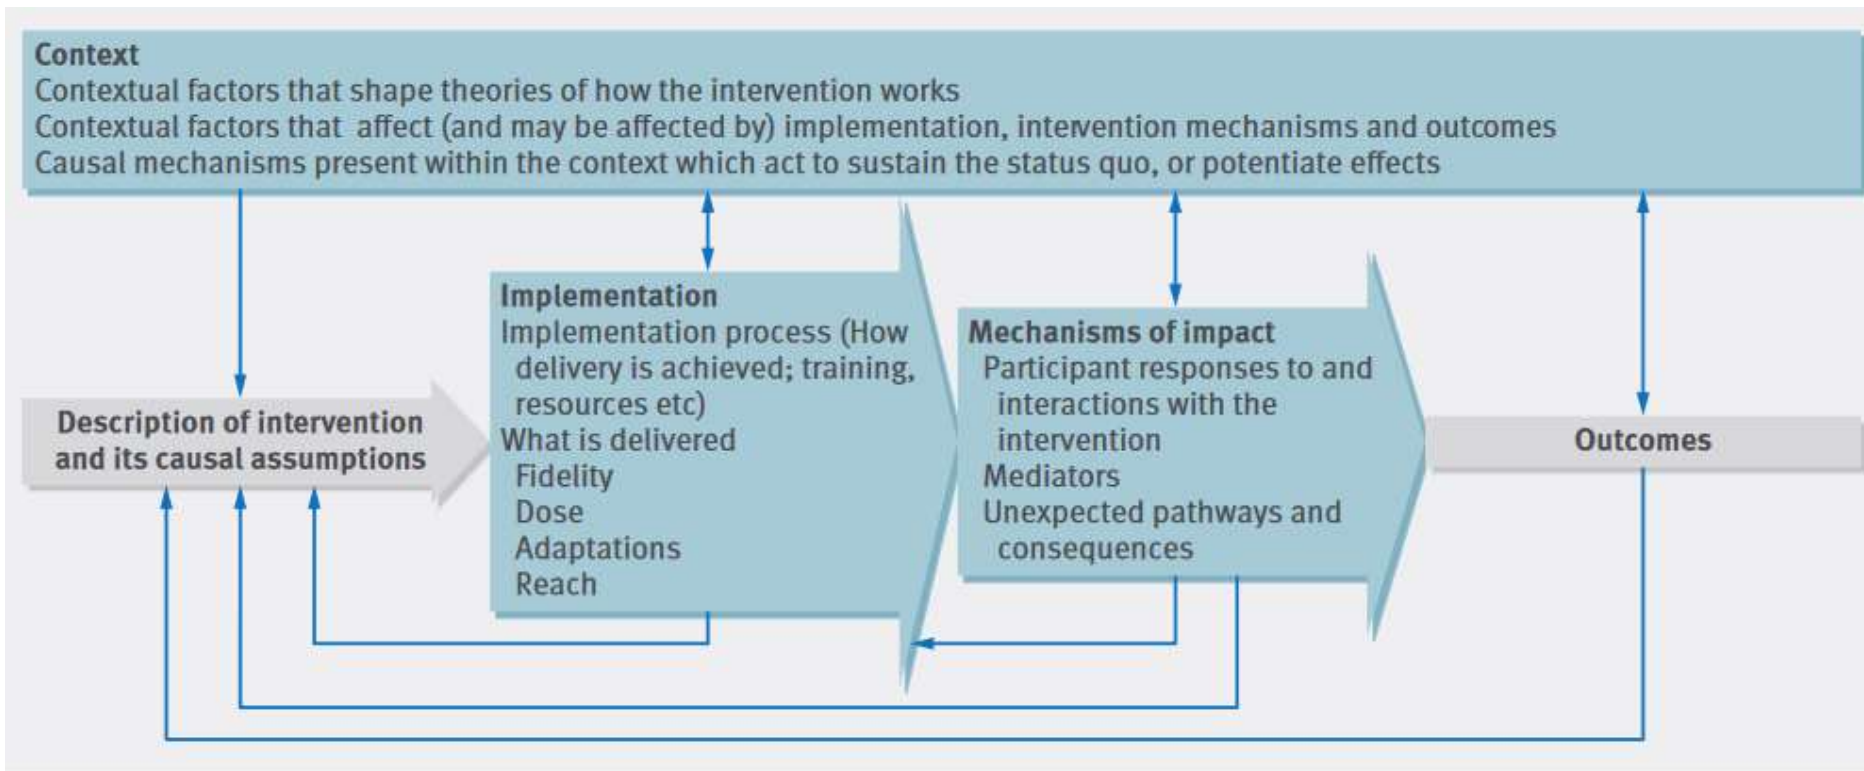 Context
Contextual factors that shape theories of how the intervention works
Contextual factors that affect (and may be affected by) implementation, intervention mechanisms and outcomes
Causal mechanisms present within the context which act to sustain the status quo, or potentiate effects
Description of intervention
and its causal assumptions
Implementation
Implementation process (How
delivery is achieved; training,
resources etc)
What is delivered
Fidelity
Dose
Adaptations
Reach
Mechanisms of impact
Participant responses to and
interactions with the
intervention
Mediators
Unexpected pathways and
consequences
Outcomes